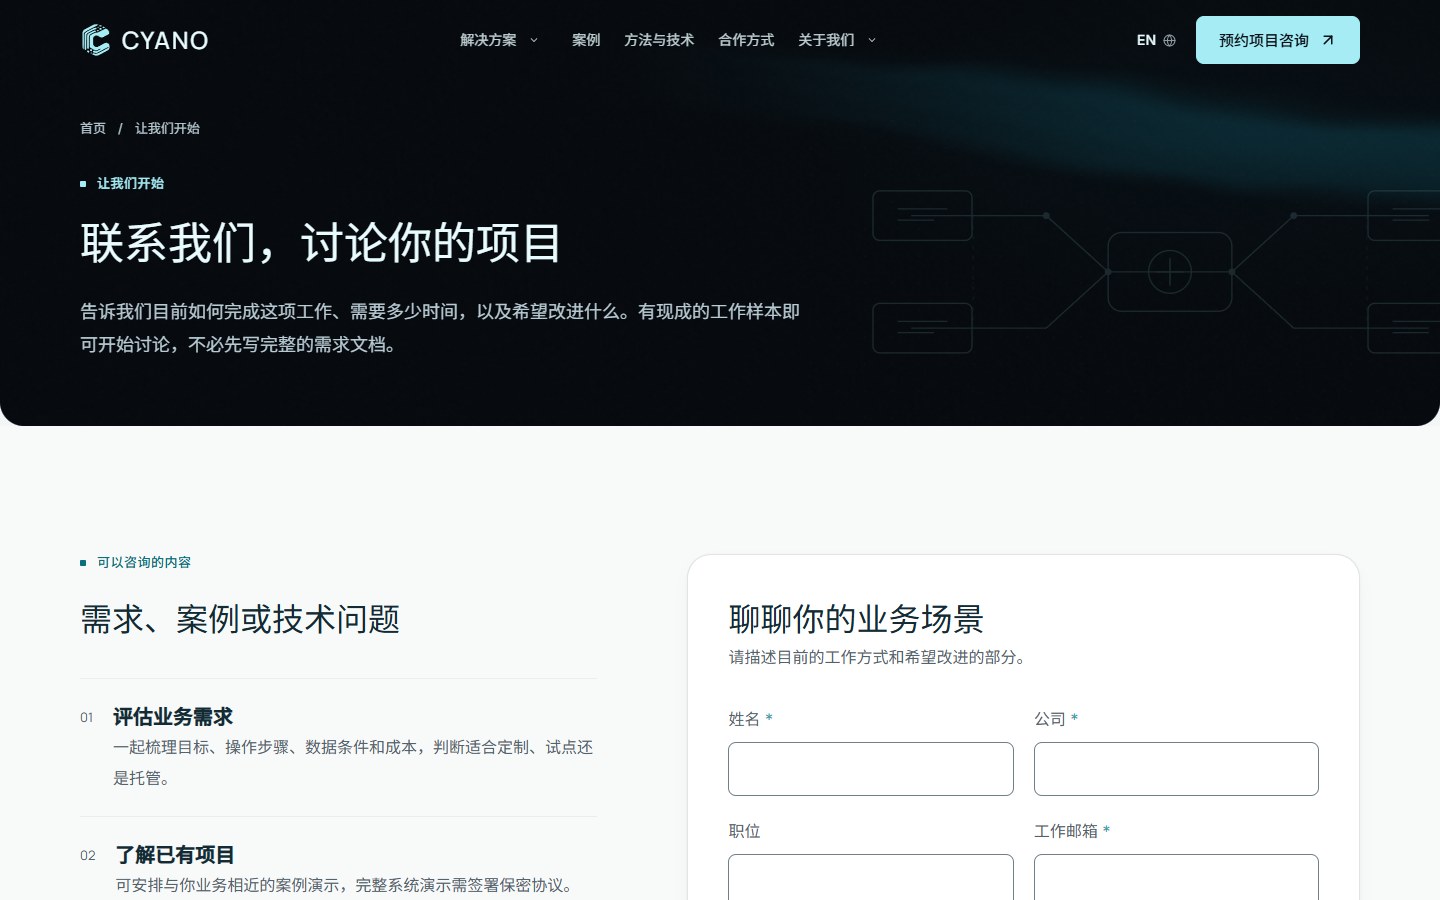 CYANO
解决方案
案例
方法与技术
合作方式
关于我们
EN
预约项目咨询
首页 / 让我们开始
让我们开始
联系我们，讨论你的项目
告诉我们目前如何完成这项工作、需要多少时间，以及希望改进什么。有现成的工作样本即
可开始讨论，不必先写完整的需求文档。
可以咨询的内容
需求、案例或技术问题
01 评估业务需求
一起梳理目标、操作步骤、数据条件和成本，判断适合定制、试点还
是托管。
02 了解已有项目
可安排与你业务相近的案例演示，完整系统演示需签署保密协议。
聊聊你的业务场景
请描述目前的工作方式和希望改进的部分。
姓名 *
公司 *
职位
工作邮箱 *